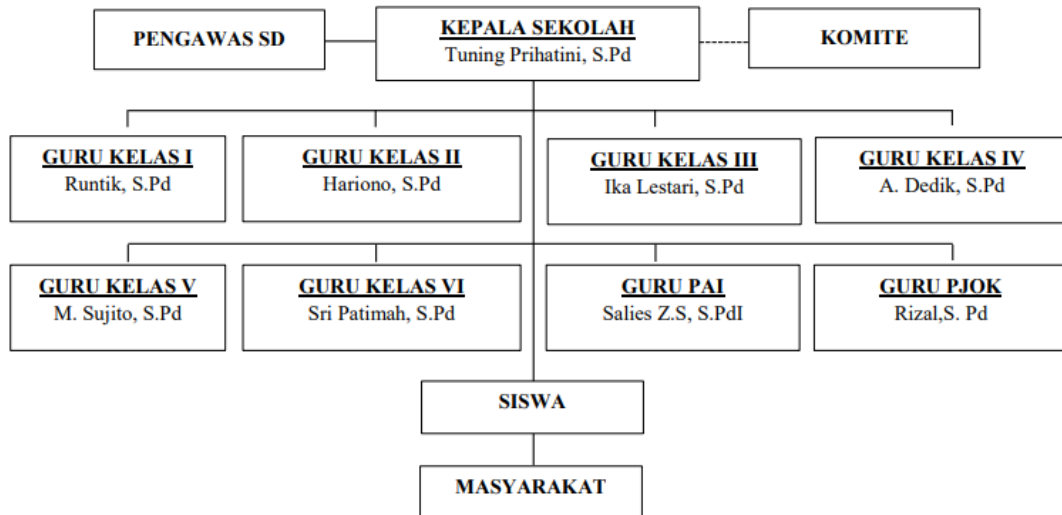 PENGAWAS SD
KEPALA SEKOLAH
Tuning Prihatini, S.Pd
KOMITE
GURU KELAS I
Runtik, S.Pd
GURU KELAS II
Hariono, S.Pd
GURU KELAS III
Ika Lestari, S.Pd
GURU KELAS IV
A. Dedik, S.Pd
GURU KELAS V
M. Sujito, S.Pd
GURU KELAS VI
Sri Patimah, S.Pd
GURU PAI
Salies Z.S, S.PdI
GURU PJOK
Rizal,S. Pd
SISWA
MASYARAKAT